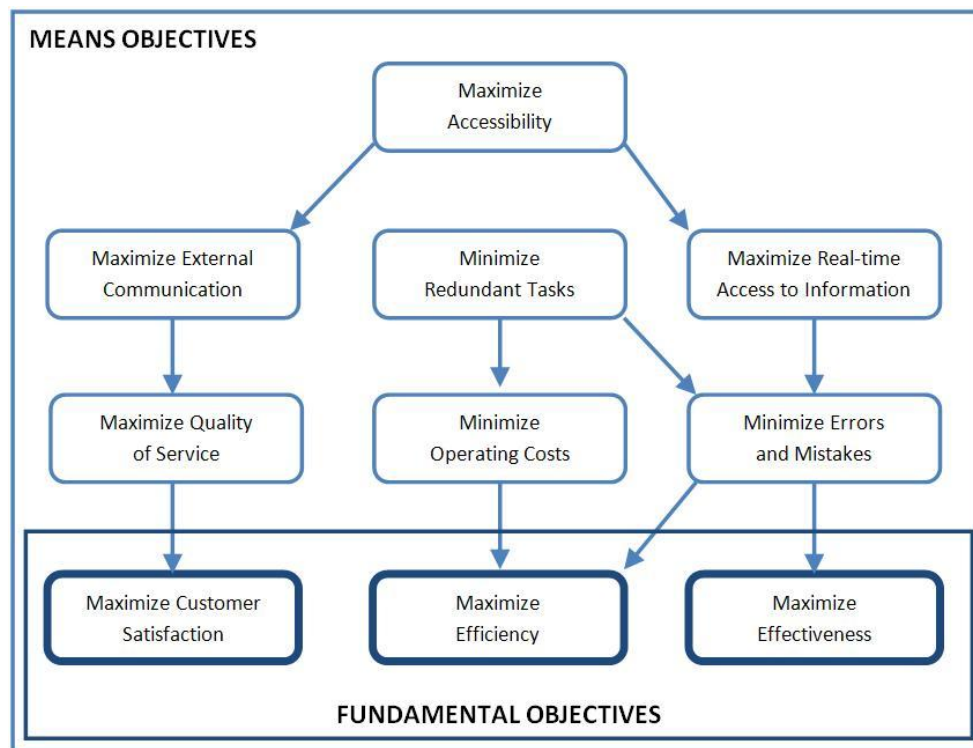 MEANS OBJECTIVES
Maximize
Accessibility
Maximize External
Communication
Minimize
Redundant Tasks
Maximize Real-time
Access to Information
Maximize Quality
of Service
Minimize
Operating Costs
Minimize Errors
and Mistakes
Maximize Customer
Satisfaction
Maximize
Efficiency
Maximize
Effectiveness
FUNDAMENTAL OBJECTIVES